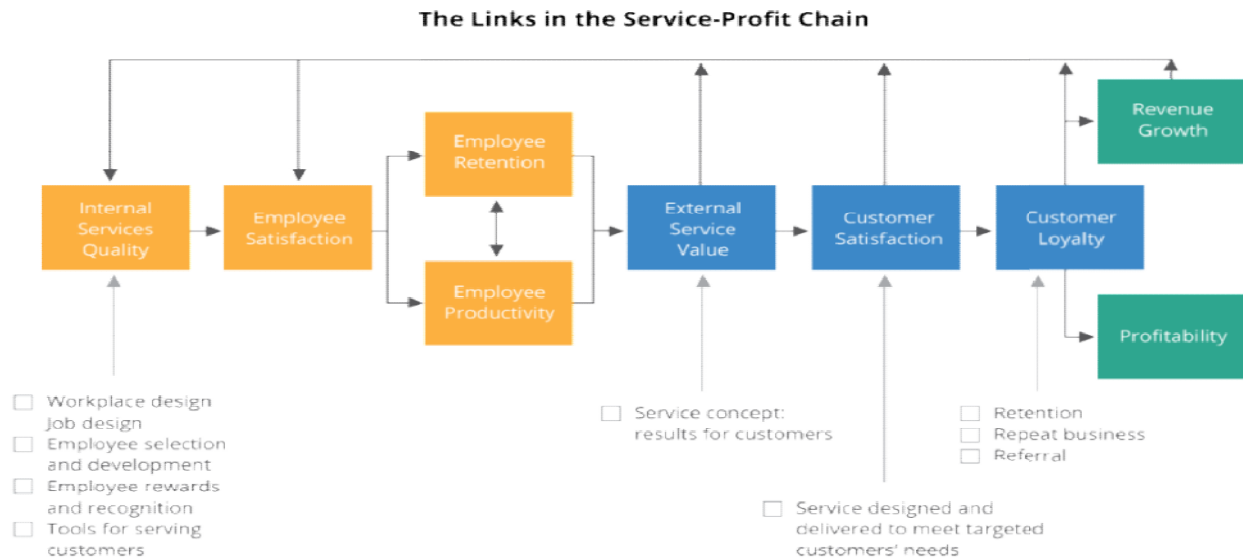 The Links in the Service-Profit Chain
Internal
Services
Quality
Employee
Satisfaction
Employee
Retention
Employee
Productivity
External
Service
Value
Customer
Satisfaction
Customer
Loyalty
Revenue
Growth
Profitability
Workplace design
Job design
Employee selection
and development
Employee rewards
and recognition
Tools for serving
customers
Service concept:
results for customers
Service designed and
delivered to meet targeted
customers' needs
Retention
Repeat business
Referral